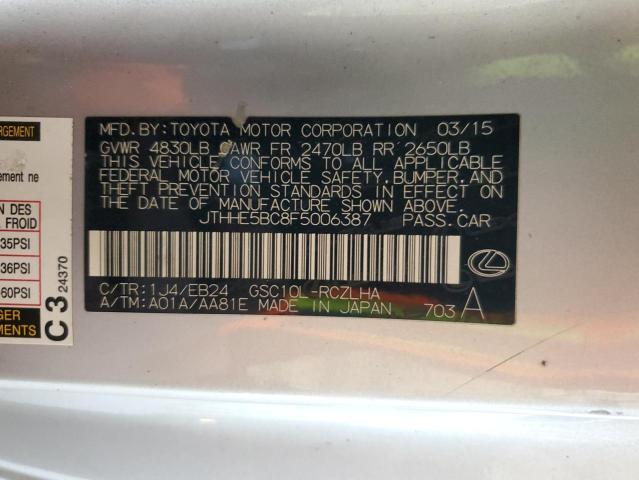 MFD. BY: TOYOTA MOTOR CORPORATION 03/15
GVWR 4830LB GAWR FR 2470LB RR 2650LB
THIS VEHICLE CONFORMS TO ALL APPLICABLE
FEDERAL MOTOR VEHICLE SAFETY, BUMPER, AND
THEFT PREVENTION STANDARDS IN EFFECT ON
THE DATE OF MANUFACTURE SHOWN ABOVE.
JTHHE5BC8F5006387 PASS.CAR
C/TR: 1J4/EB24 GSC10L-RCZLHA
A/TM: A01A/AA81E MADE IN JAPAN 703 A
ement ne
N DES
FROID
35PSI
36PSI
60PSI
C3 24370